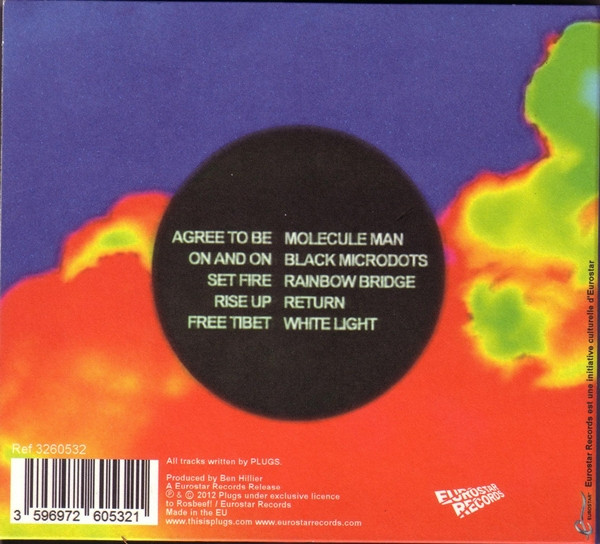 AGREE TO BE MOLECULE MAN
ON AND ON BLACK MICRODOTS
SET FIRE RAINBOW BRIDGE
RISE UP RETURN
FREE TIBET WHITE LIGHT
Ref 3260532
3 596972 605321
All tracks written by PLUGS.
Produced by Ben Hillier
A Eurostar Records Release
℗ & © 2012 Plugs under exclusive licence
to Rosbeef! / Eurostar Records
Made in the EU
www.thisisplugs.com www.eurostarrecords.com
EUROSTAR
RECORDS
EUROSTAR
Eurostar Records est une initiative culturelle d'Eurostar